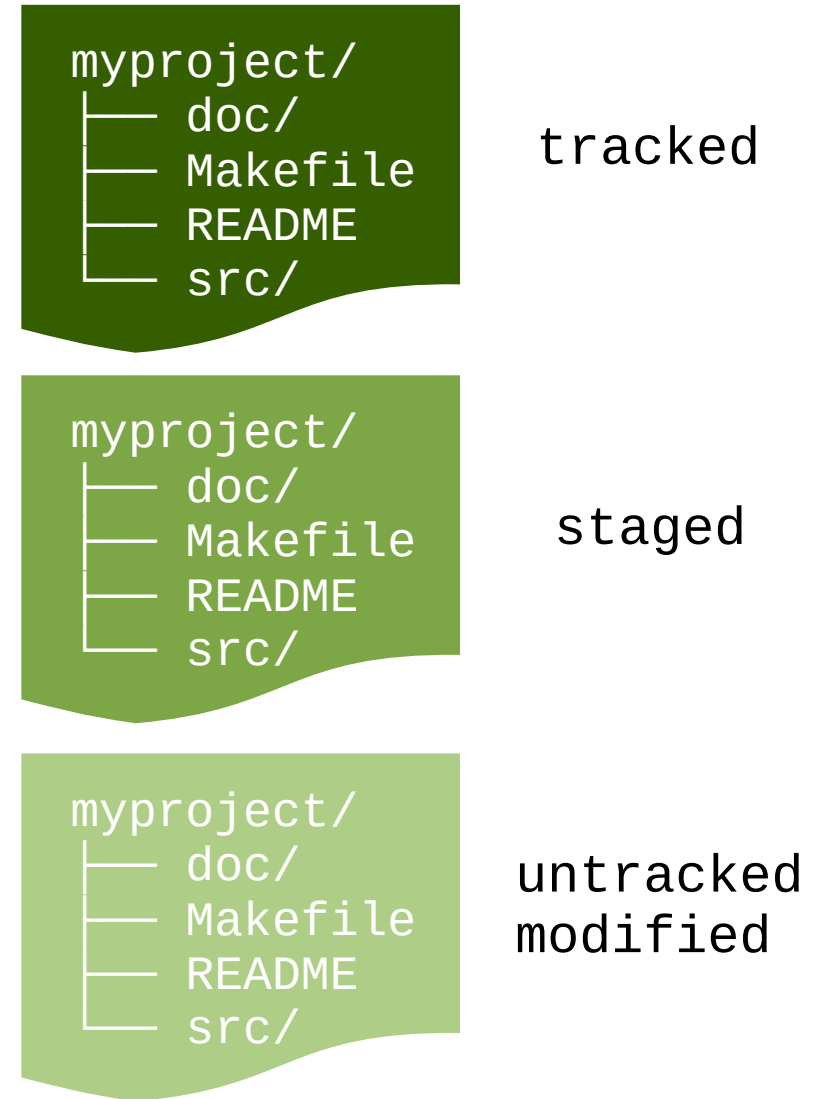 myproject/
├── doc/
├── Makefile
├── README
└── src/
tracked
myproject/
├── doc/
├── Makefile
├── README
└── src/
staged
myproject/
├── doc/
├── Makefile
├── README
└── src/
untracked
modified